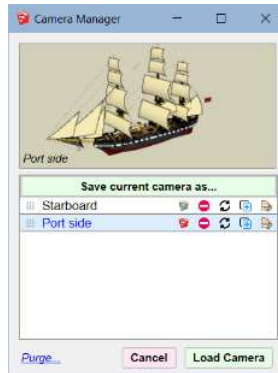 Camera Manager
Port side
Save current camera as...
Starboard
Port side
Purge...
Cancel
Load Camera